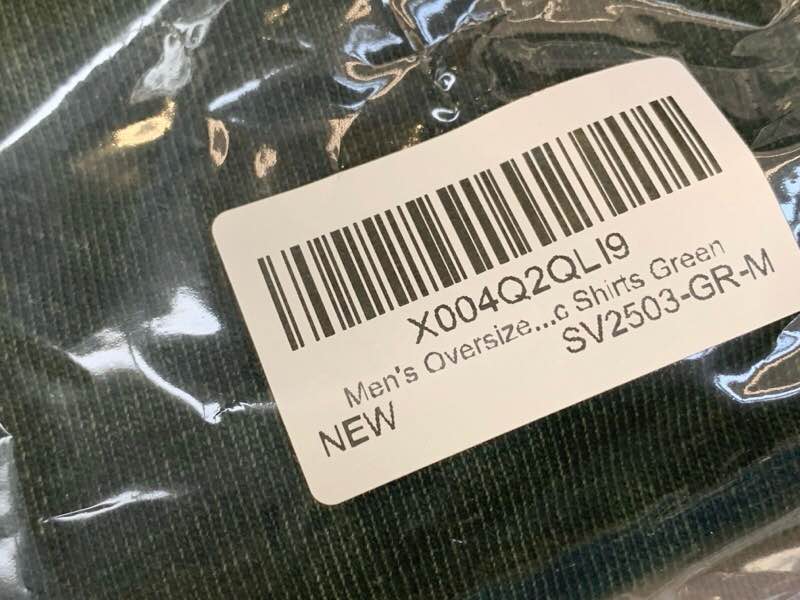 X004Q2QLI9
Men's Oversize...c Shirts Green
SV2503-GR-M
NEW